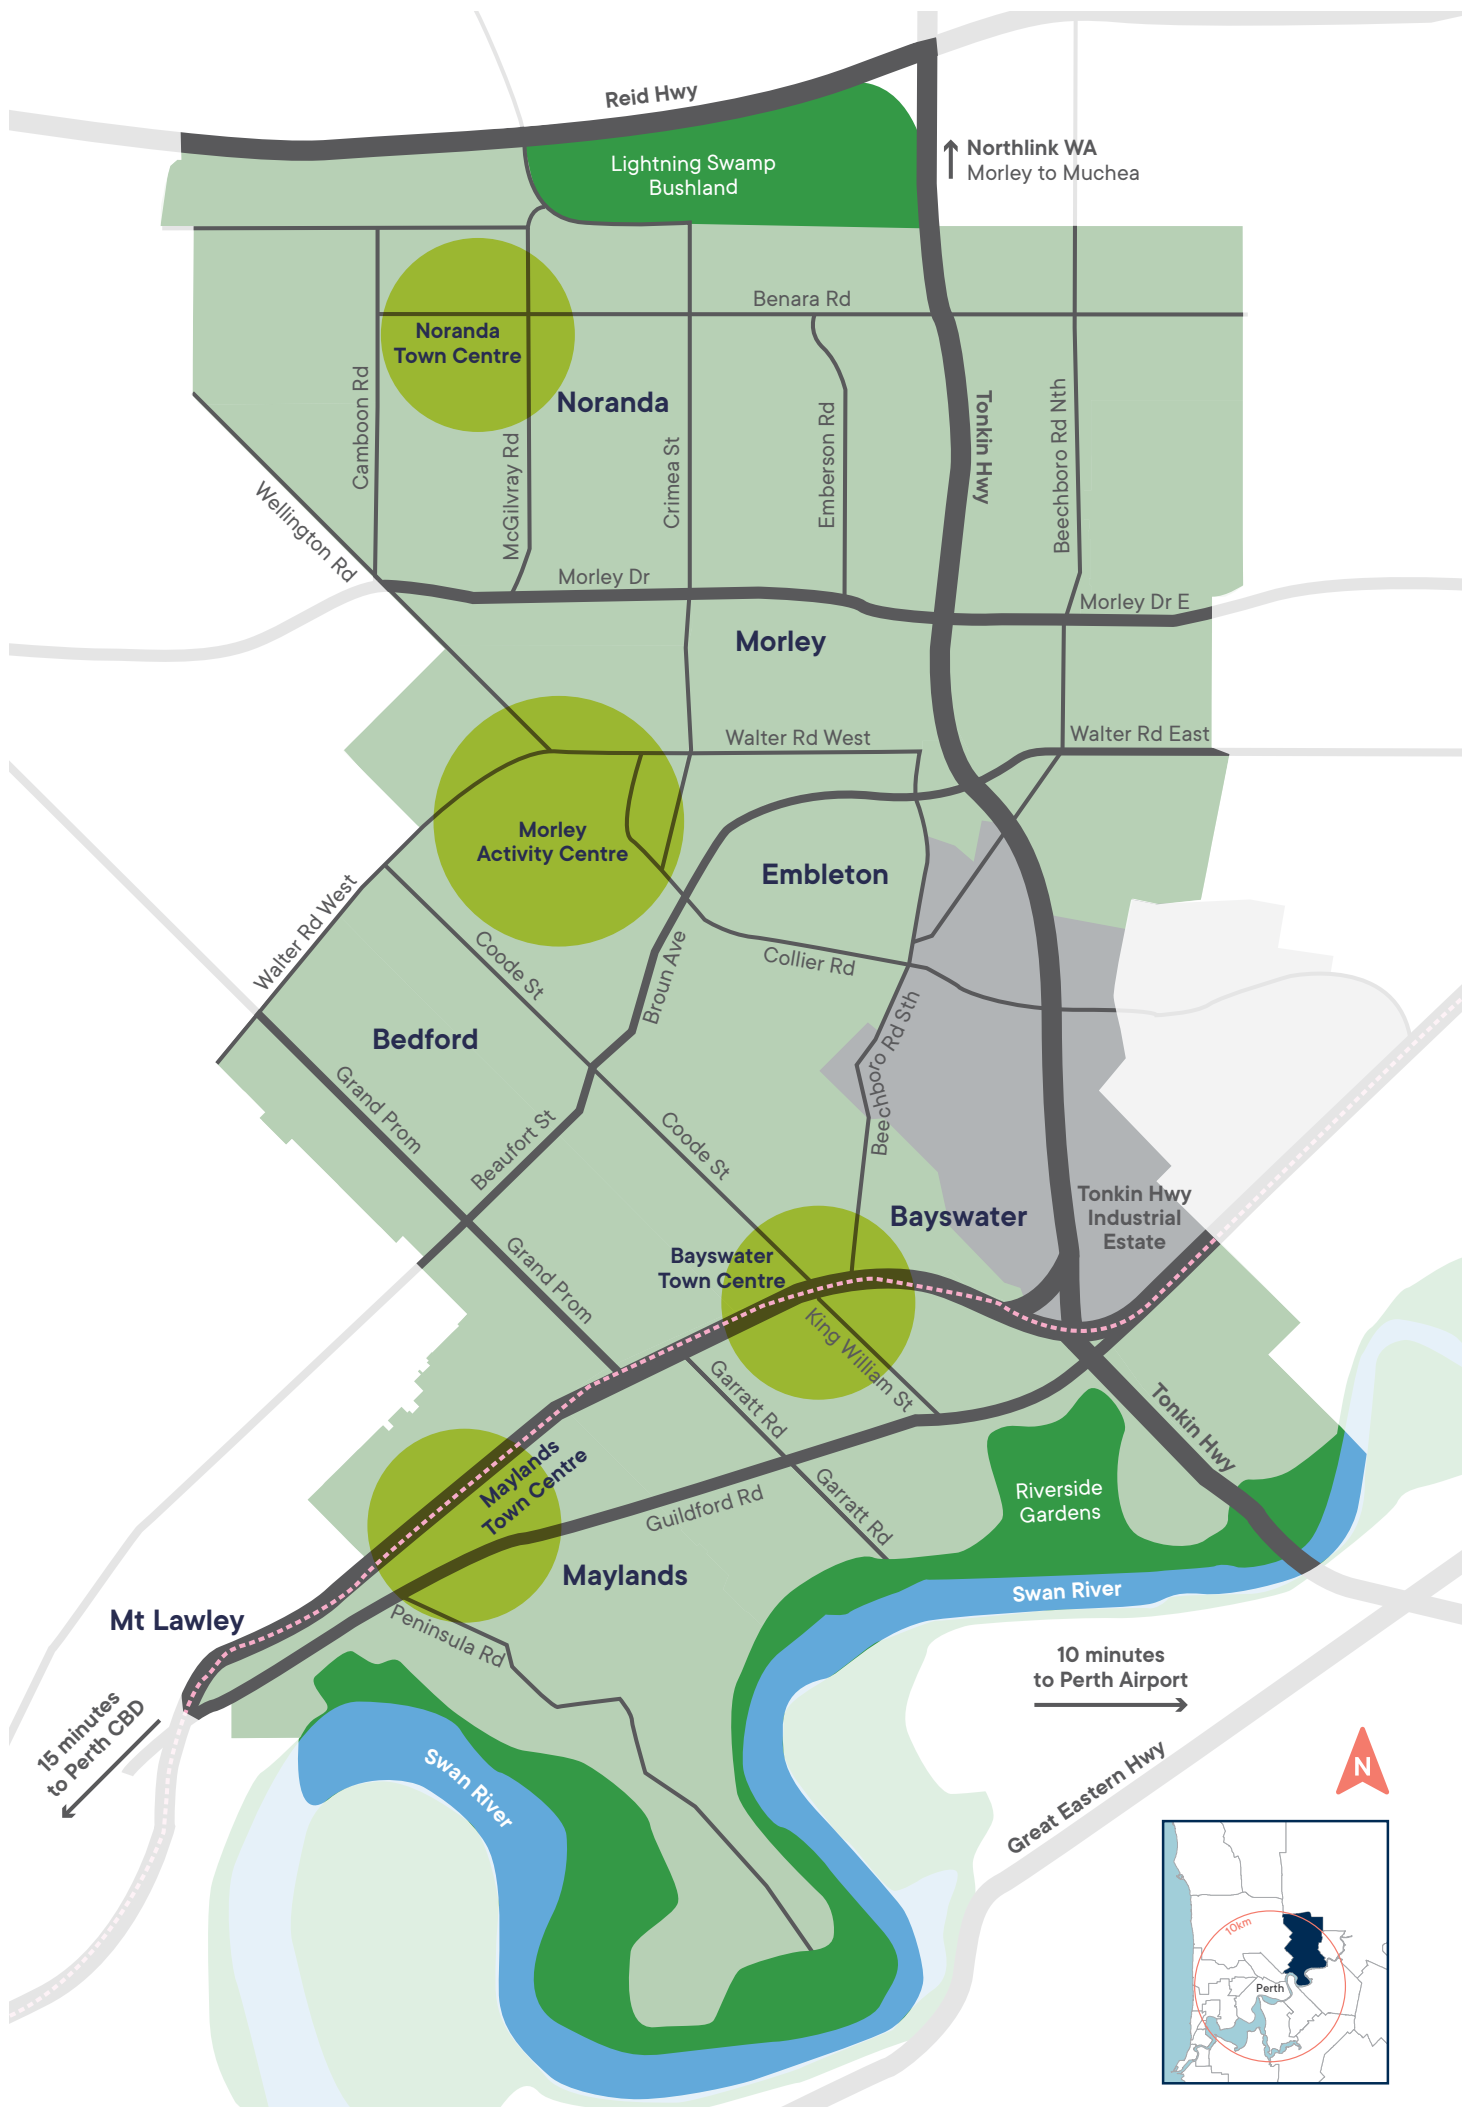 Reid Hwy
Lightning Swamp
Bushland
Northlink WA
Morley to Muchea
Benara Rd
Noranda
Town Centre
Noranda
Camboon Rd
McGilvray Rd
Crimea St
Emberson Rd
Tonkin Hwy
Beechboro Rd Nth
Wellington Rd
Morley Dr
Morley Dr E
Morley
Walter Rd West
Walter Rd East
Morley
Activity Centre
Embleton
Walter Rd West
Coode St
Broun Ave
Collier Rd
Beechboro Rd Sth
Bedford
Grand Prom
Beaufort St
Coode St
Bayswater
Tonkin Hwy
Industrial
Estate
Bayswater
Town Centre
Grand Prom
King William St
Garratt Rd
Tonkin Hwy
Maylands
Town Centre
Guildford Rd
Garratt Rd
Riverside
Gardens
Maylands
Swan River
Mt Lawley
Peninsula Rd
10 minutes
to Perth Airport
15 minutes
to Perth CBD
Swan River
Great Eastern Hwy
N
10km
Perth